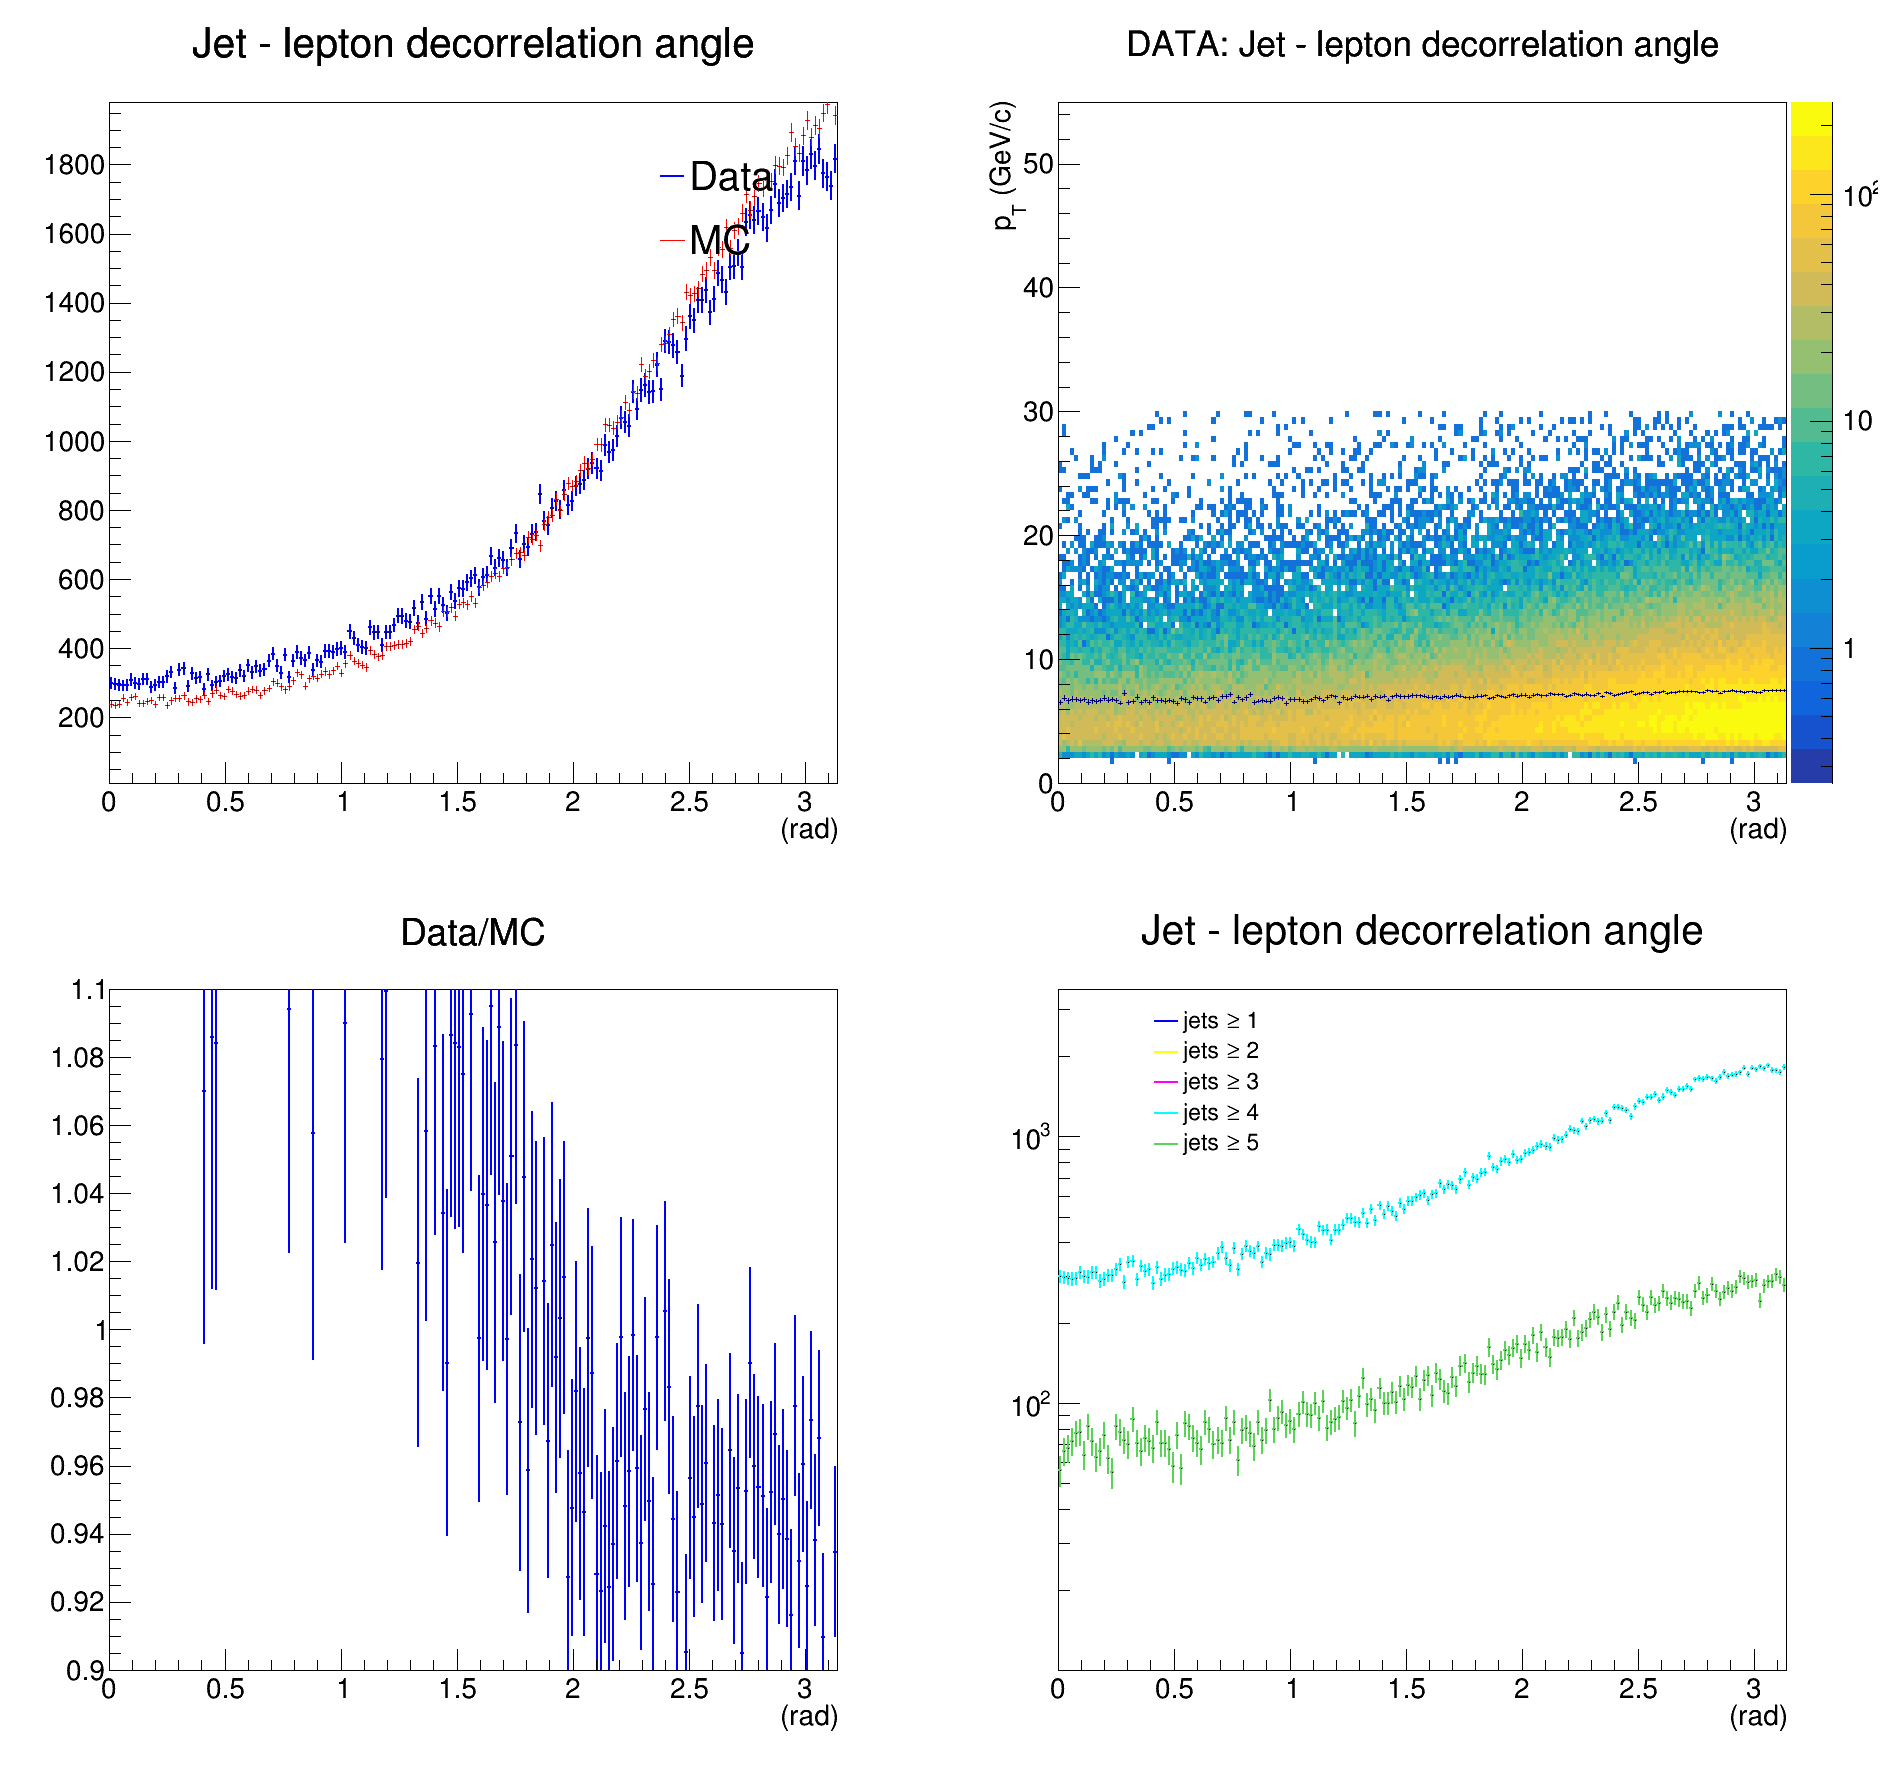 Jet - lepton decorrelation angle
Data
MC
1800
1600
1400
1200
1000
800
600
400
200
0 0.5 1 1.5 2 2.5 3
(rad)
DATA: Jet - lepton decorrelation angle
p_T (GeV/c)
50
40
30
20
10
0
0 0.5 1 1.5 2 2.5 3
(rad)
10²
10
1
Data/MC
1.1
1.08
1.06
1.04
1.02
1
0.98
0.96
0.94
0.92
0.9
0 0.5 1 1.5 2 2.5 3
(rad)
Jet - lepton decorrelation angle
jets ≥ 1
jets ≥ 2
jets ≥ 3
jets ≥ 4
jets ≥ 5
10³
10²
0 0.5 1 1.5 2 2.5 3
(rad)